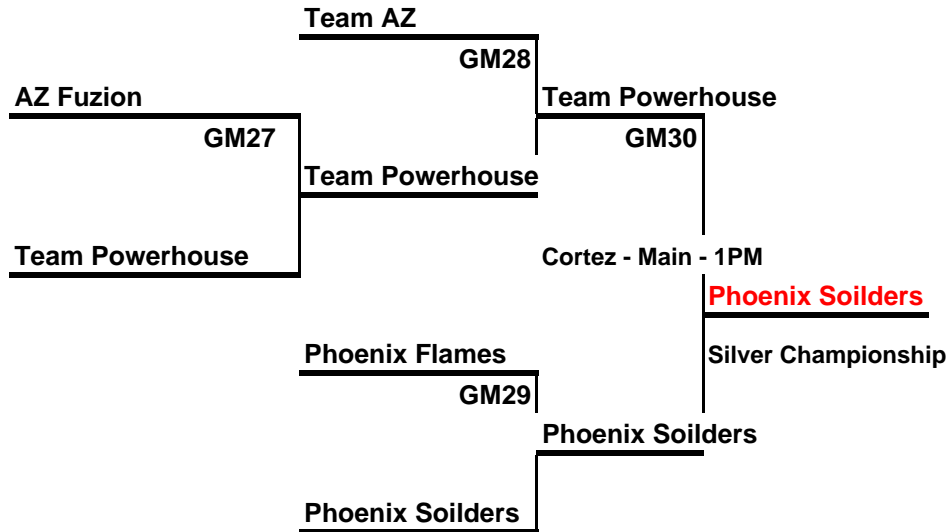 Team AZ
GM28
AZ Fuzion
Team Powerhouse
GM27
GM30
Team Powerhouse
Team Powerhouse
Cortez - Main - 1PM
Phoenix Soilders
Phoenix Flames
Silver Championship
GM29
Phoenix Soilders
Phoenix Soilders